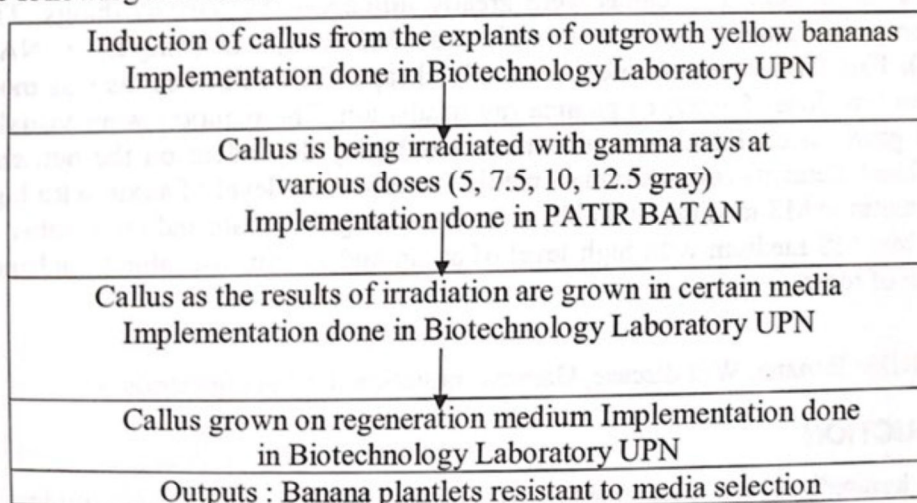 Induction of callus from the explants of outgrowth yellow bananas
Implementation done in Biotechnology Laboratory UPN
Callus is being irradiated with gamma rays at
various doses (5, 7.5, 10, 12.5 gray)
Implementation done in PATIR BATAN
Callus as the results of irradiation are grown in certain media
Implementation done in Biotechnology Laboratory UPN
Callus grown on regeneration medium Implementation done
in Biotechnology Laboratory UPN
Outputs : Banana plantlets resistant to media selection